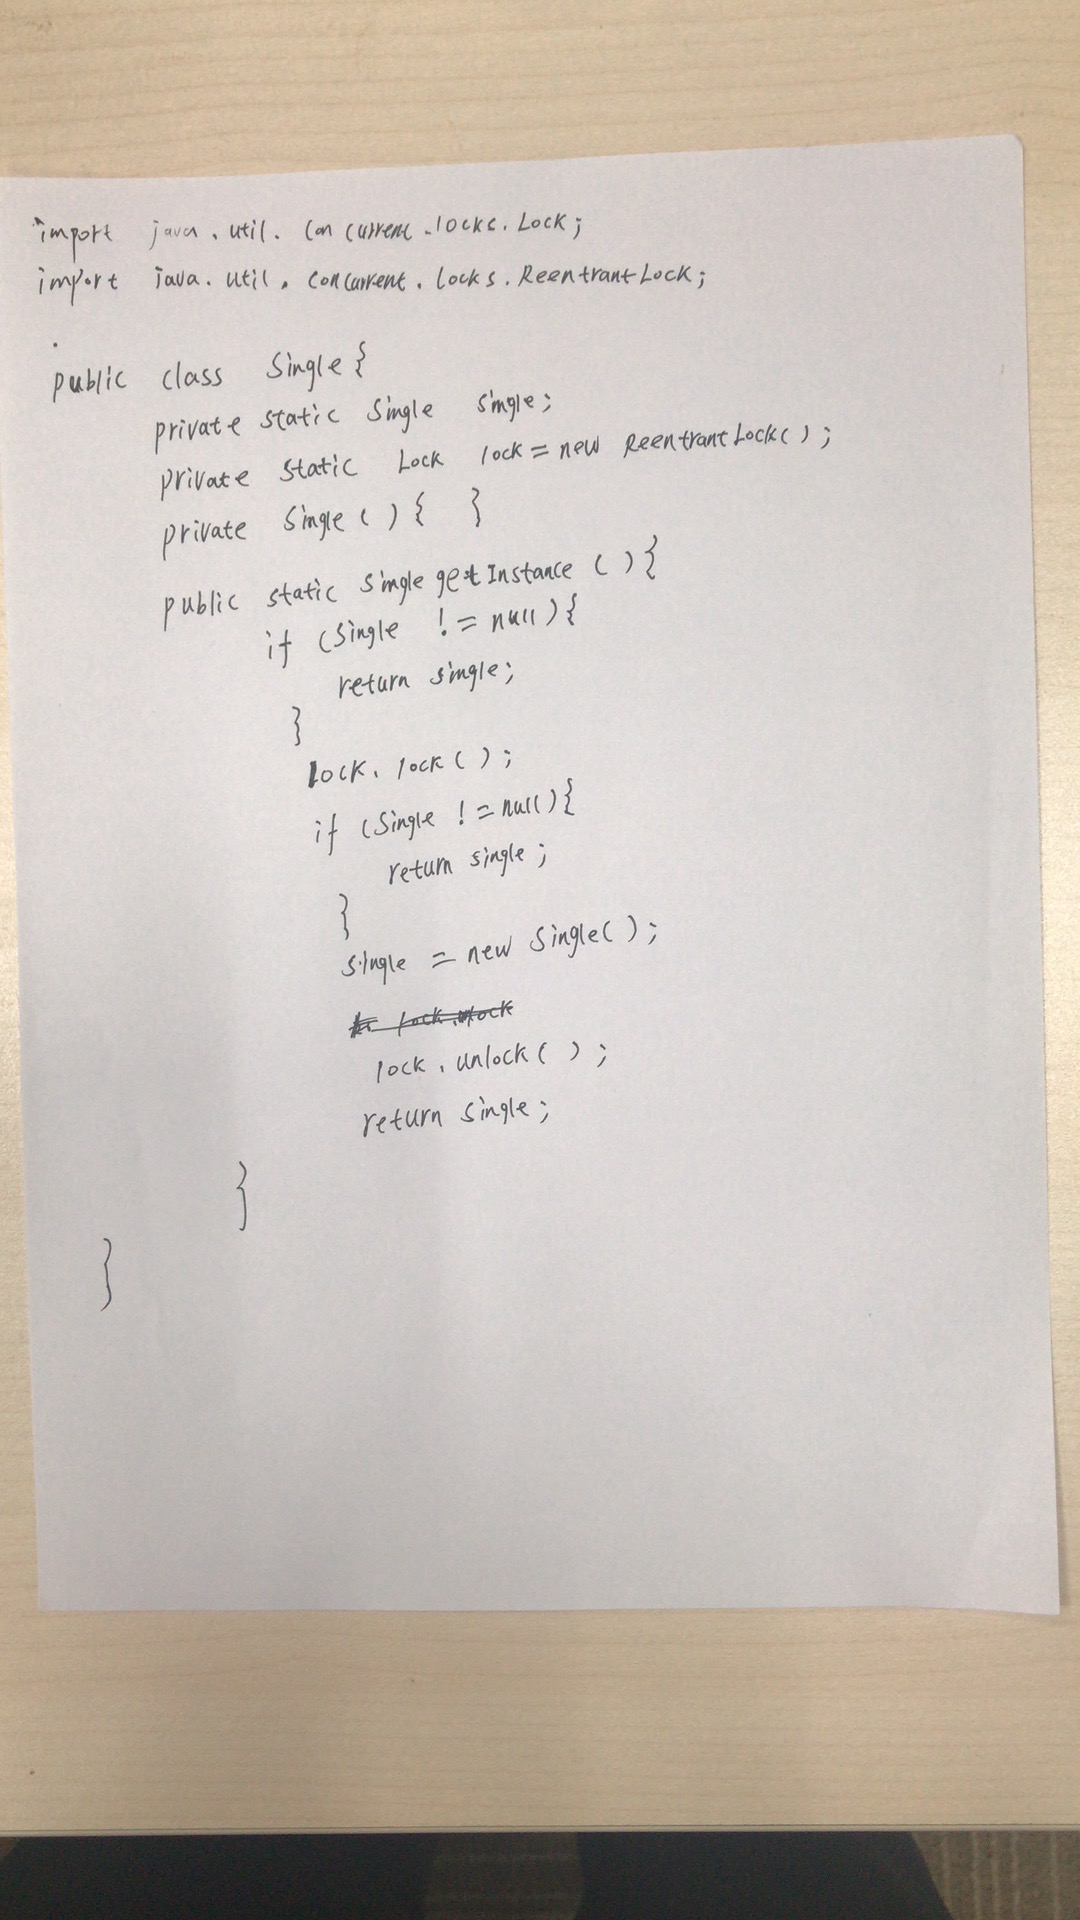 import java.util.concurrent.locks.Lock;
import java.util.concurrent.locks.ReentrantLock;
public class Single{
private static Single single;
private static Lock lock = new ReentrantLock();
private Single(){ }
public static Single getInstance(){
if (single != null){
return single;
}
lock.lock();
if (single != null){
return single;
}
single = new Single();
lock.unlock();
return single;
}
}